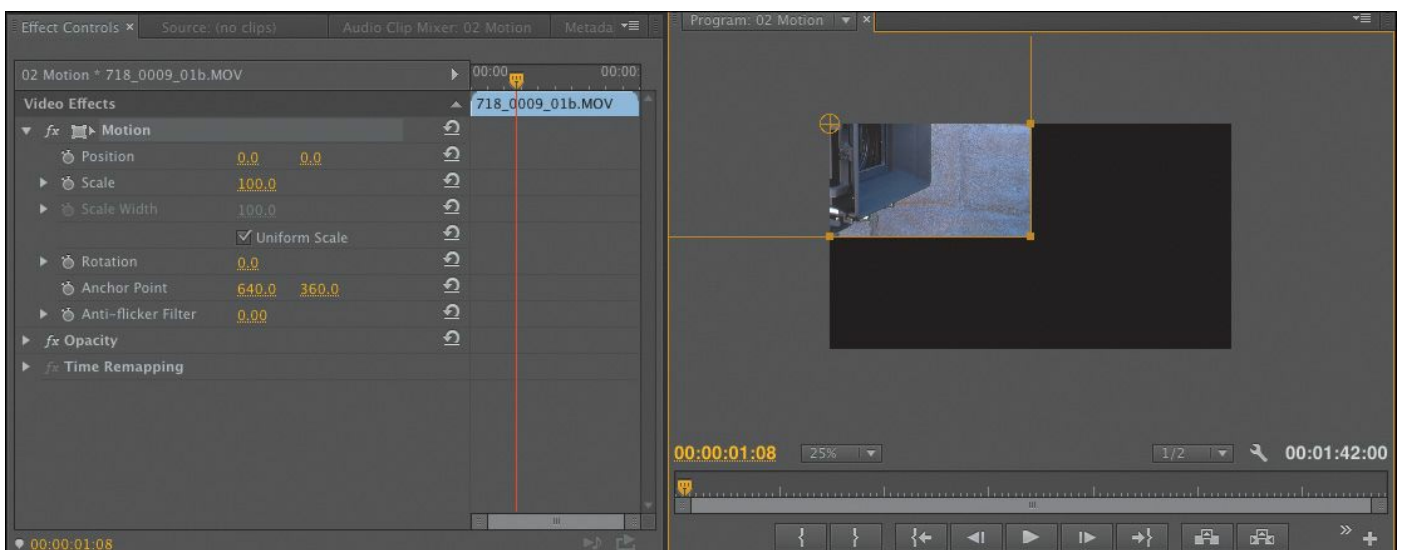 Effect Controls × Source: (no clips) Audio Clip Mixer: 02 Motion Metada
02 Motion * 718_0009_01b.MOV 00:00 00:00:
Video Effects 718_0009_01b.MOV
fx Motion
Position 0.0 0.0
Scale 100.0
Scale Width 100.0
Uniform Scale
Rotation 0.0
Anchor Point 640.0 360.0
Anti-flicker Filter 0.00
fx Opacity
fx Time Remapping
00:00:01:08
Program: 02 Motion ×
00:00:01:08 25% 1/2 00:01:42:00